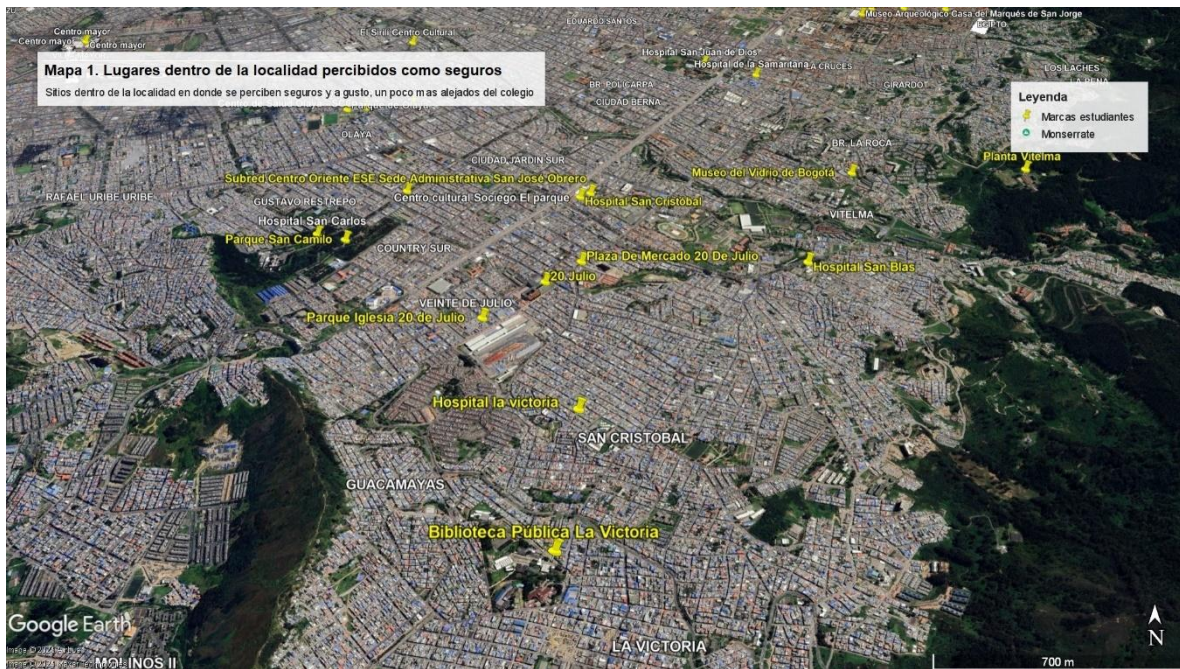 EDUARDO SANTOS
Museo Arqueológico Casa del Marqués de San Jorge
Centro mayor
Centro mayor
Centro mayor
El Sirili Centro Cultural
Mapa 1. Lugares dentro de la localidad percibidos como seguros
Sitios dentro de la localidad en donde se perciben seguros y a gusto, un poco mas alejados del colegio
Hospital San Juan de Dios
Hospital de la Samaritana
A CRUCES
LOS LACHES
BR. POLICARPA
GIRARDOT
CIUDAD BERNA
Leyenda
Marcas estudiantes
Monserrate
OLAYA
BR. LA ROCA
CIUDAD JARDIN SUR
Planta Vitelma
Museo del Vidrio de Bogotá
Subred Centro Oriente ESE Sede Administrativa San José Obrero
RAFAEL URIBE URIBE
Centro cultural Sociego El parque
GUSTAVO RESTREPO
Hospital San Cristobal
VITELMA
Hospital San Carlos
Parque San Camilo
COUNTRY SUR
Plaza De Mercado 20 De Julio
Hospital San Blas
20 Julio
VEINTE DE JULIO
Parque Iglesia 20 de Julio
Hospital la victoria
SAN CRISTOBAL
GUACAMAYAS
Biblioteca Pública La Victoria
Google Earth
LA VICTORIA
MOLINOS II
N
700 m